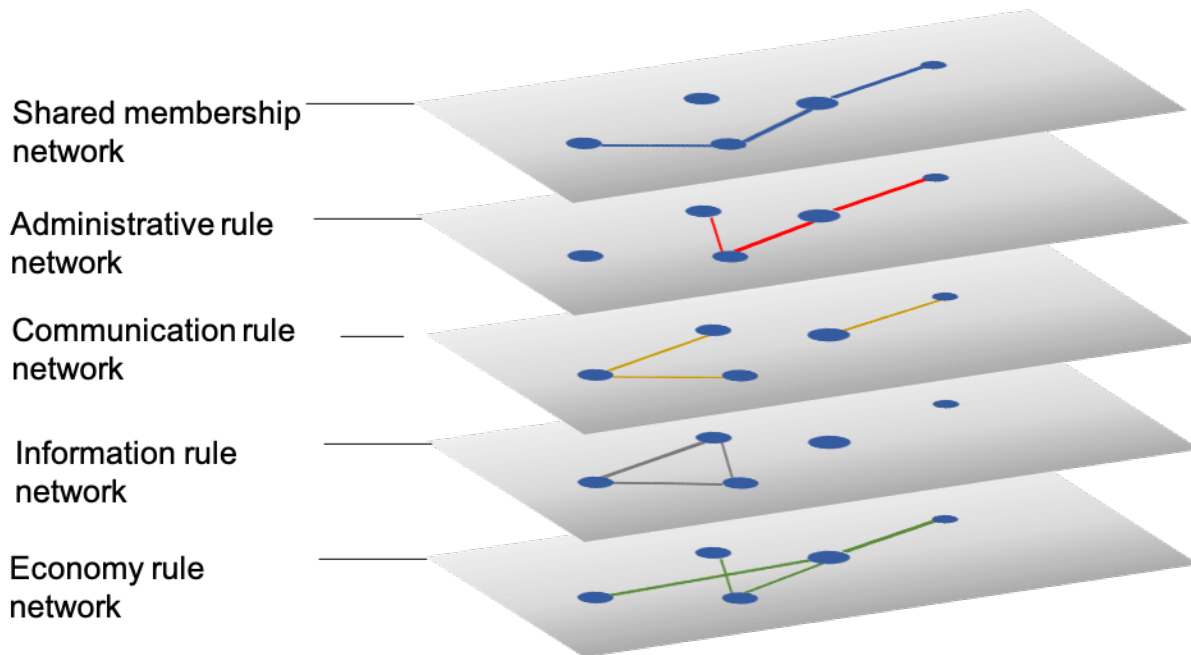 Shared membership
network
Administrative rule
network
Communication rule
network
Information rule
network
Economy rule
network